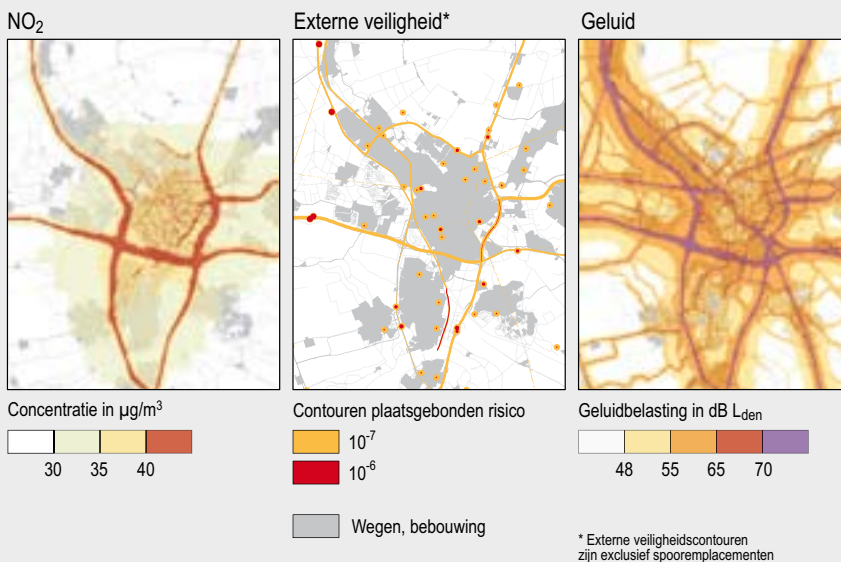 NO₂
Externe veiligheid*
Geluid
Concentratie in µg/m³
30 35 40
Contouren plaatsgebonden risico
10⁻⁷
10⁻⁶
Wegen, bebouwing
Geluidbelasting in dB Lden
48 55 65 70
* Externe veiligheidscontouren
zijn exclusief spooremplacementen